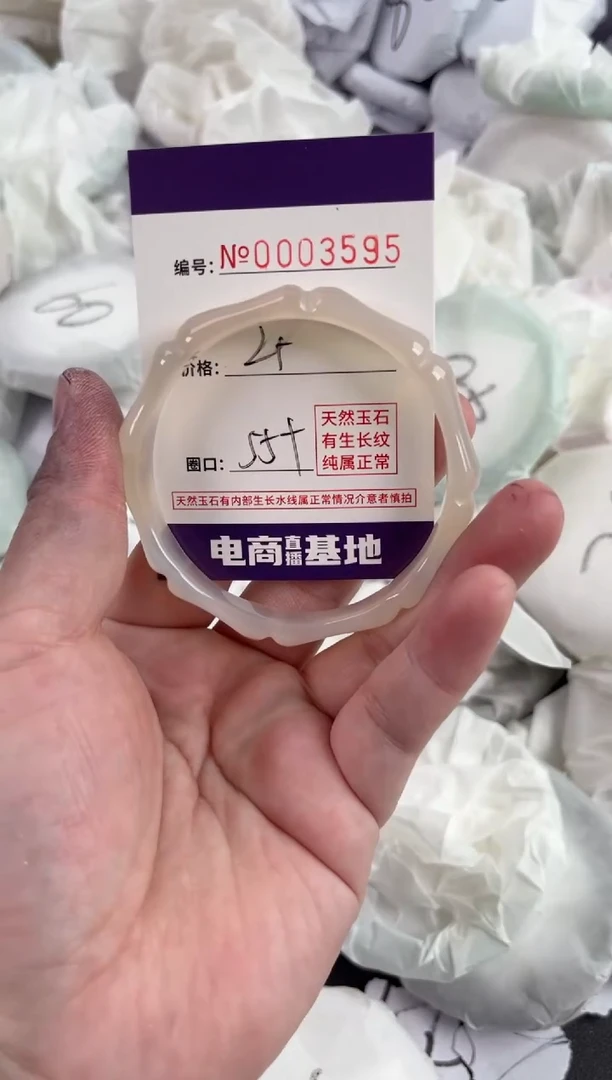 编号: №0003595
价格:
圈口: 55+
天然玉石
有生长纹
纯属正常
天然玉石有内部生长水线属正常情况介意者慎拍
电商直播基地